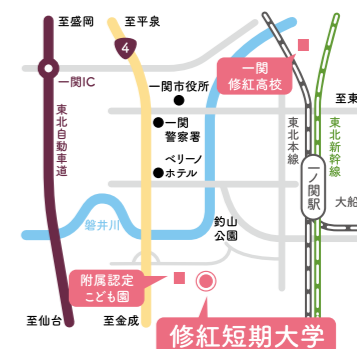 至盛岡
至平泉
4
一関
修紅高校
一関IC
一関市役所
至東
一関
警察署
東北自動車道
東北本線
東北新幹線
ベリーノ
ホテル
一ノ関駅
大船
磐井川
釣山
公園
附属認定
こども園
至仙台
至金成
修紅短期大学